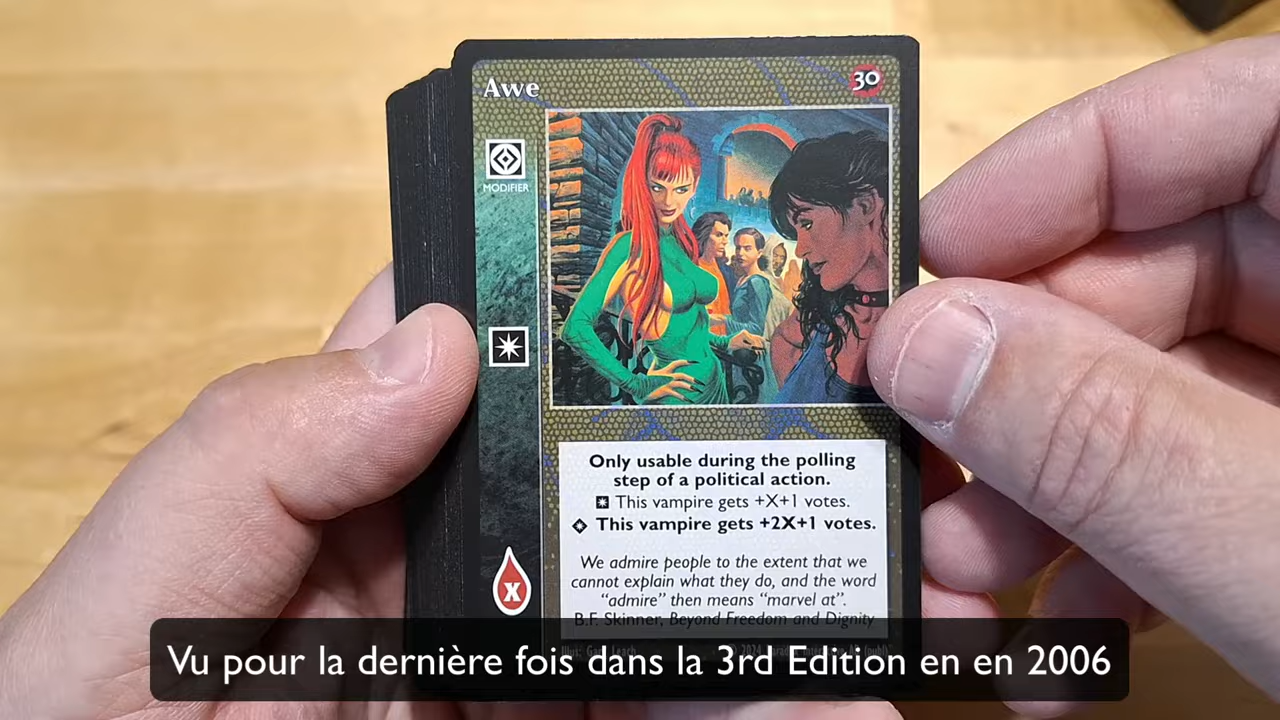 Awe
30
MODIFIER
Only usable during the polling
step of a political action.
This vampire gets +X+1 votes.
This vampire gets +2X+1 votes.
We admire people to the extent that we
cannot explain what they do, and the word
“admire” then means “marvel at”.
B.F. Skinner, Beyond Freedom and Dignity
X
Vu pour la dernière fois dans la 3rd Edition en en 2006